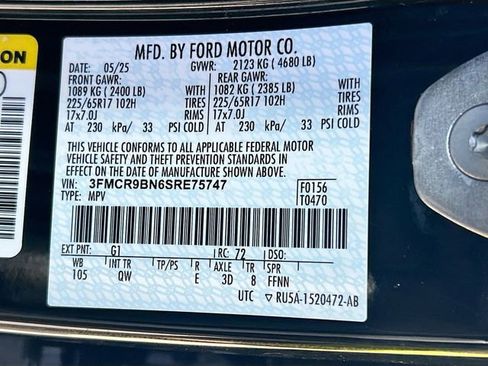 ON
MFD. BY FORD MOTOR CO.
DATE: 05/25 GVWR: 2123 KG ( 4680 LB)
FRONT GAWR: REAR GAWR:
1089 KG ( 2400 LB) WITH 1082 KG ( 2385 LB) WITH
225/65R17 102H TIRES 225/65R17 102H TIRES
17x7.0J RIMS 17x7.0J RIMS
AT 230 kPa/ 33 PSI COLD AT 230 kPa/ 33 PSI COLD
THIS VEHICLE CONFORMS TO ALL APPLICABLE FEDERAL MOTOR
VEHICLE SAFETY AND THEFT PREVENTION STANDARDS IN
EFFECT ON THE DATE OF MANUFACTURE SHOWN ABOVE.
VIN: 3FMCR9BN6SRE75747
TYPE: MPV
F0156
T0470
EXT PNT: G1 RC: 72 DSO:
WB INT TR TP/PS R AXLE TR SPR
105 QW E 3D 8 FFNN
UTC ▽ RU5A-1520472-AB